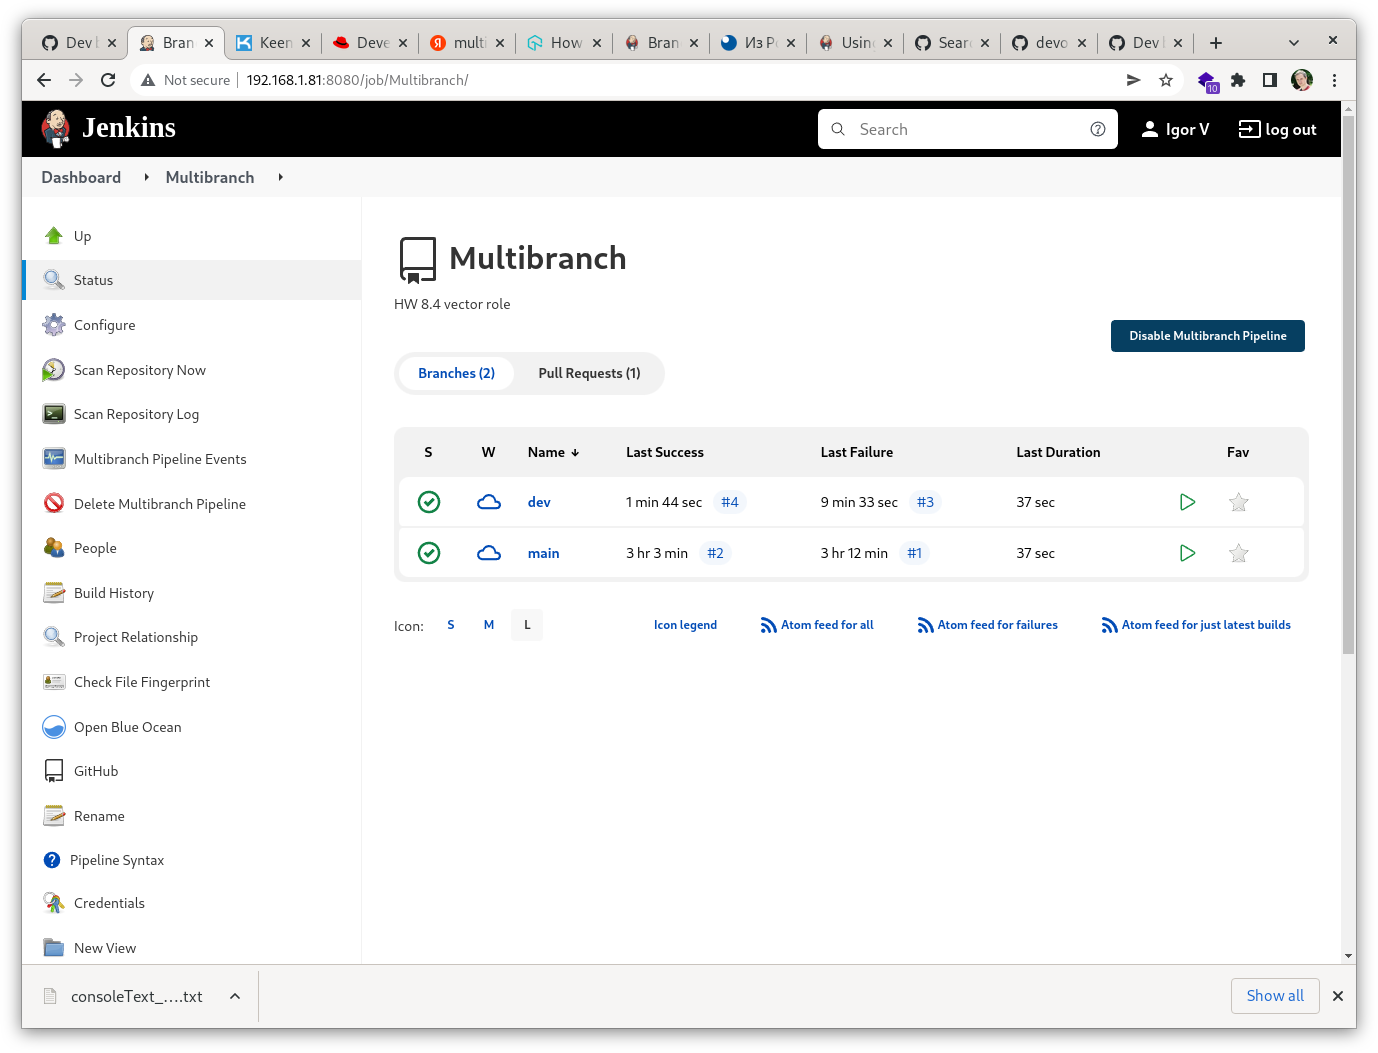 Dev b
Bran
Keen
Deve
multi
How
Bran
Из Ро
Using
Sear
devo
Dev b
Not secure
192.168.1.81:8080/job/Multibranch/
10
Jenkins
Search
Igor V
log out
Dashboard
Multibranch
Up
Status
Configure
Scan Repository Now
Scan Repository Log
Multibranch Pipeline Events
Delete Multibranch Pipeline
People
Build History
Project Relationship
Check File Fingerprint
Open Blue Ocean
GitHub
Rename
Pipeline Syntax
Credentials
New View
Multibranch
HW 8.4 vector role
Disable Multibranch Pipeline
Branches (2) Pull Requests (1)
S W Name ↓ Last Success Last Failure Last Duration Fav
dev 1 min 44 sec #4 9 min 33 sec #3 37 sec
main 3 hr 3 min #2 3 hr 12 min #1 37 sec
Icon: S M L Icon legend Atom feed for all Atom feed for failures Atom feed for just latest builds
consoleText_....txt
Show all